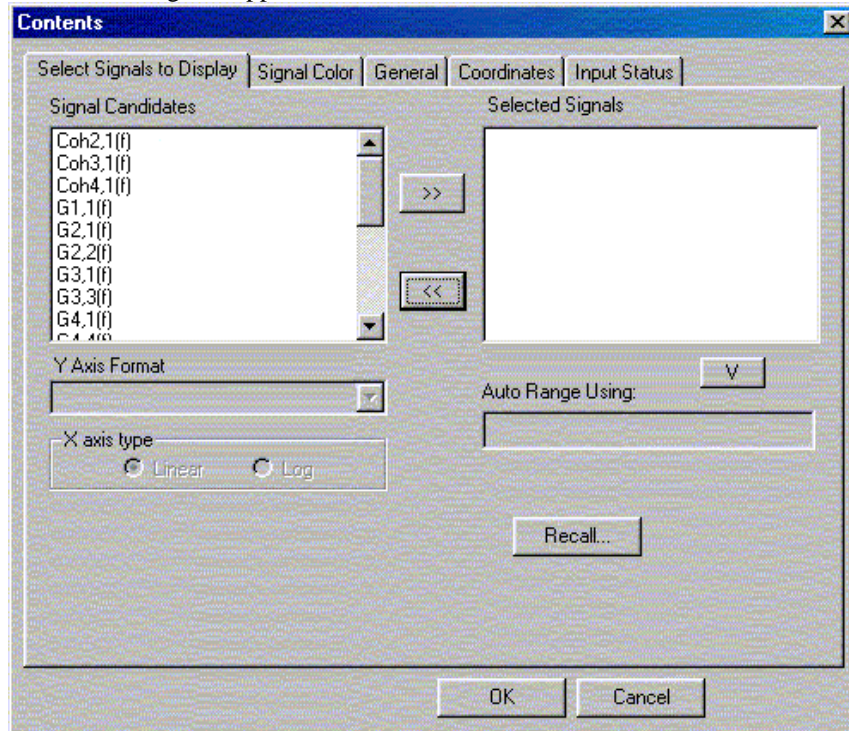 Contents
Select Signals to Display Signal Color General Coordinates Input Status
Signal Candidates
Selected Signals
Coh2,1(f)
Coh3,1(f)
Coh4,1(f)
G1,1(f)
G2,1(f)
G2,2(f)
G3,1(f)
G3,3(f)
G4,1(f)
G4,4(f)
>>
<<
Y Axis Format
V
Auto Range Using:
X axis type
Linear Log
Recall...
OK Cancel